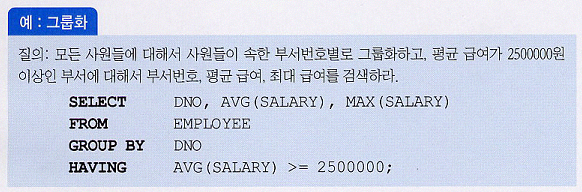 예 : 그룹화
질의 : 모든 사원들에 대해서 사원들이 속한 부서번호별로 그룹화하고, 평균 급여가 2500000원
이상인 부서에 대해서 부서번호, 평균 급여, 최대 급여를 검색하라.
SELECT DNO, AVG(SALARY), MAX(SALARY)
FROM EMPLOYEE
GROUP BY DNO
HAVING AVG(SALARY) >= 2500000;